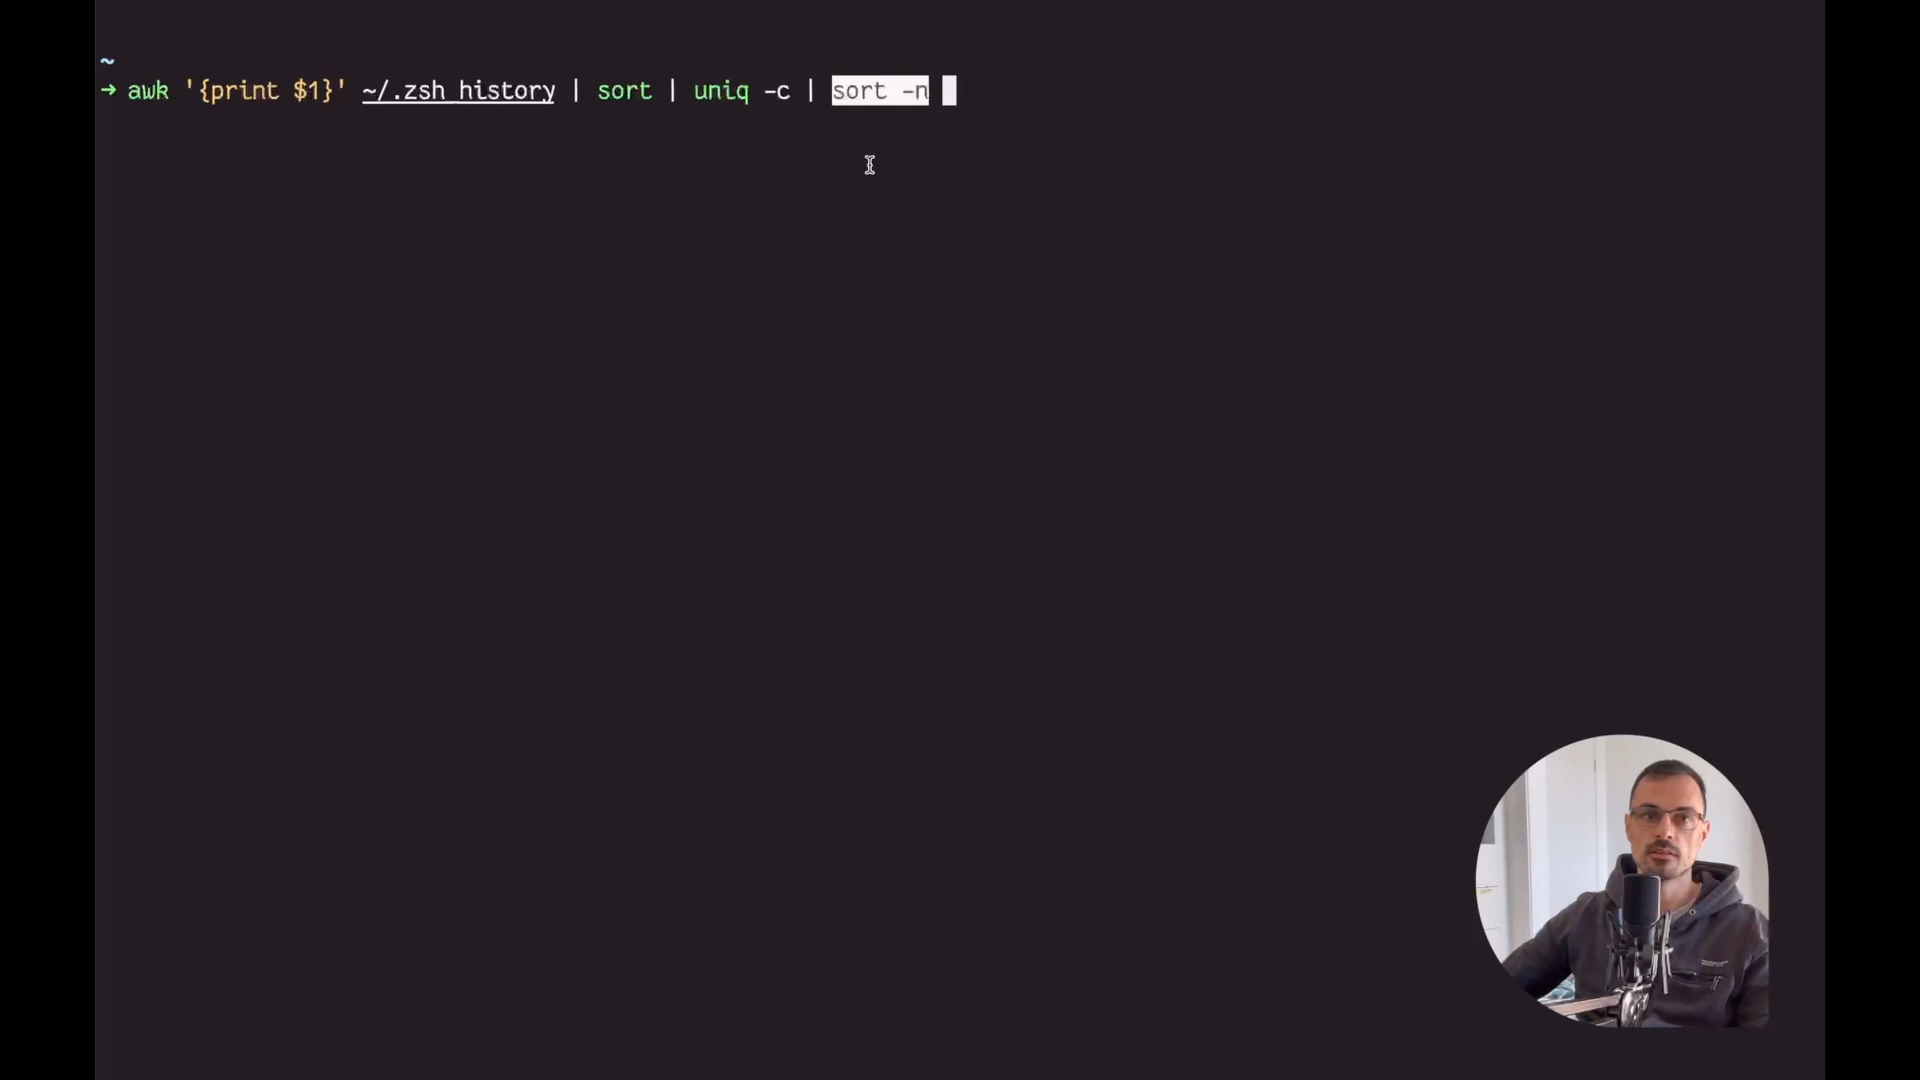 ~
➜ awk '{print $1}' ~/.zsh_history | sort | uniq -c | sort -n